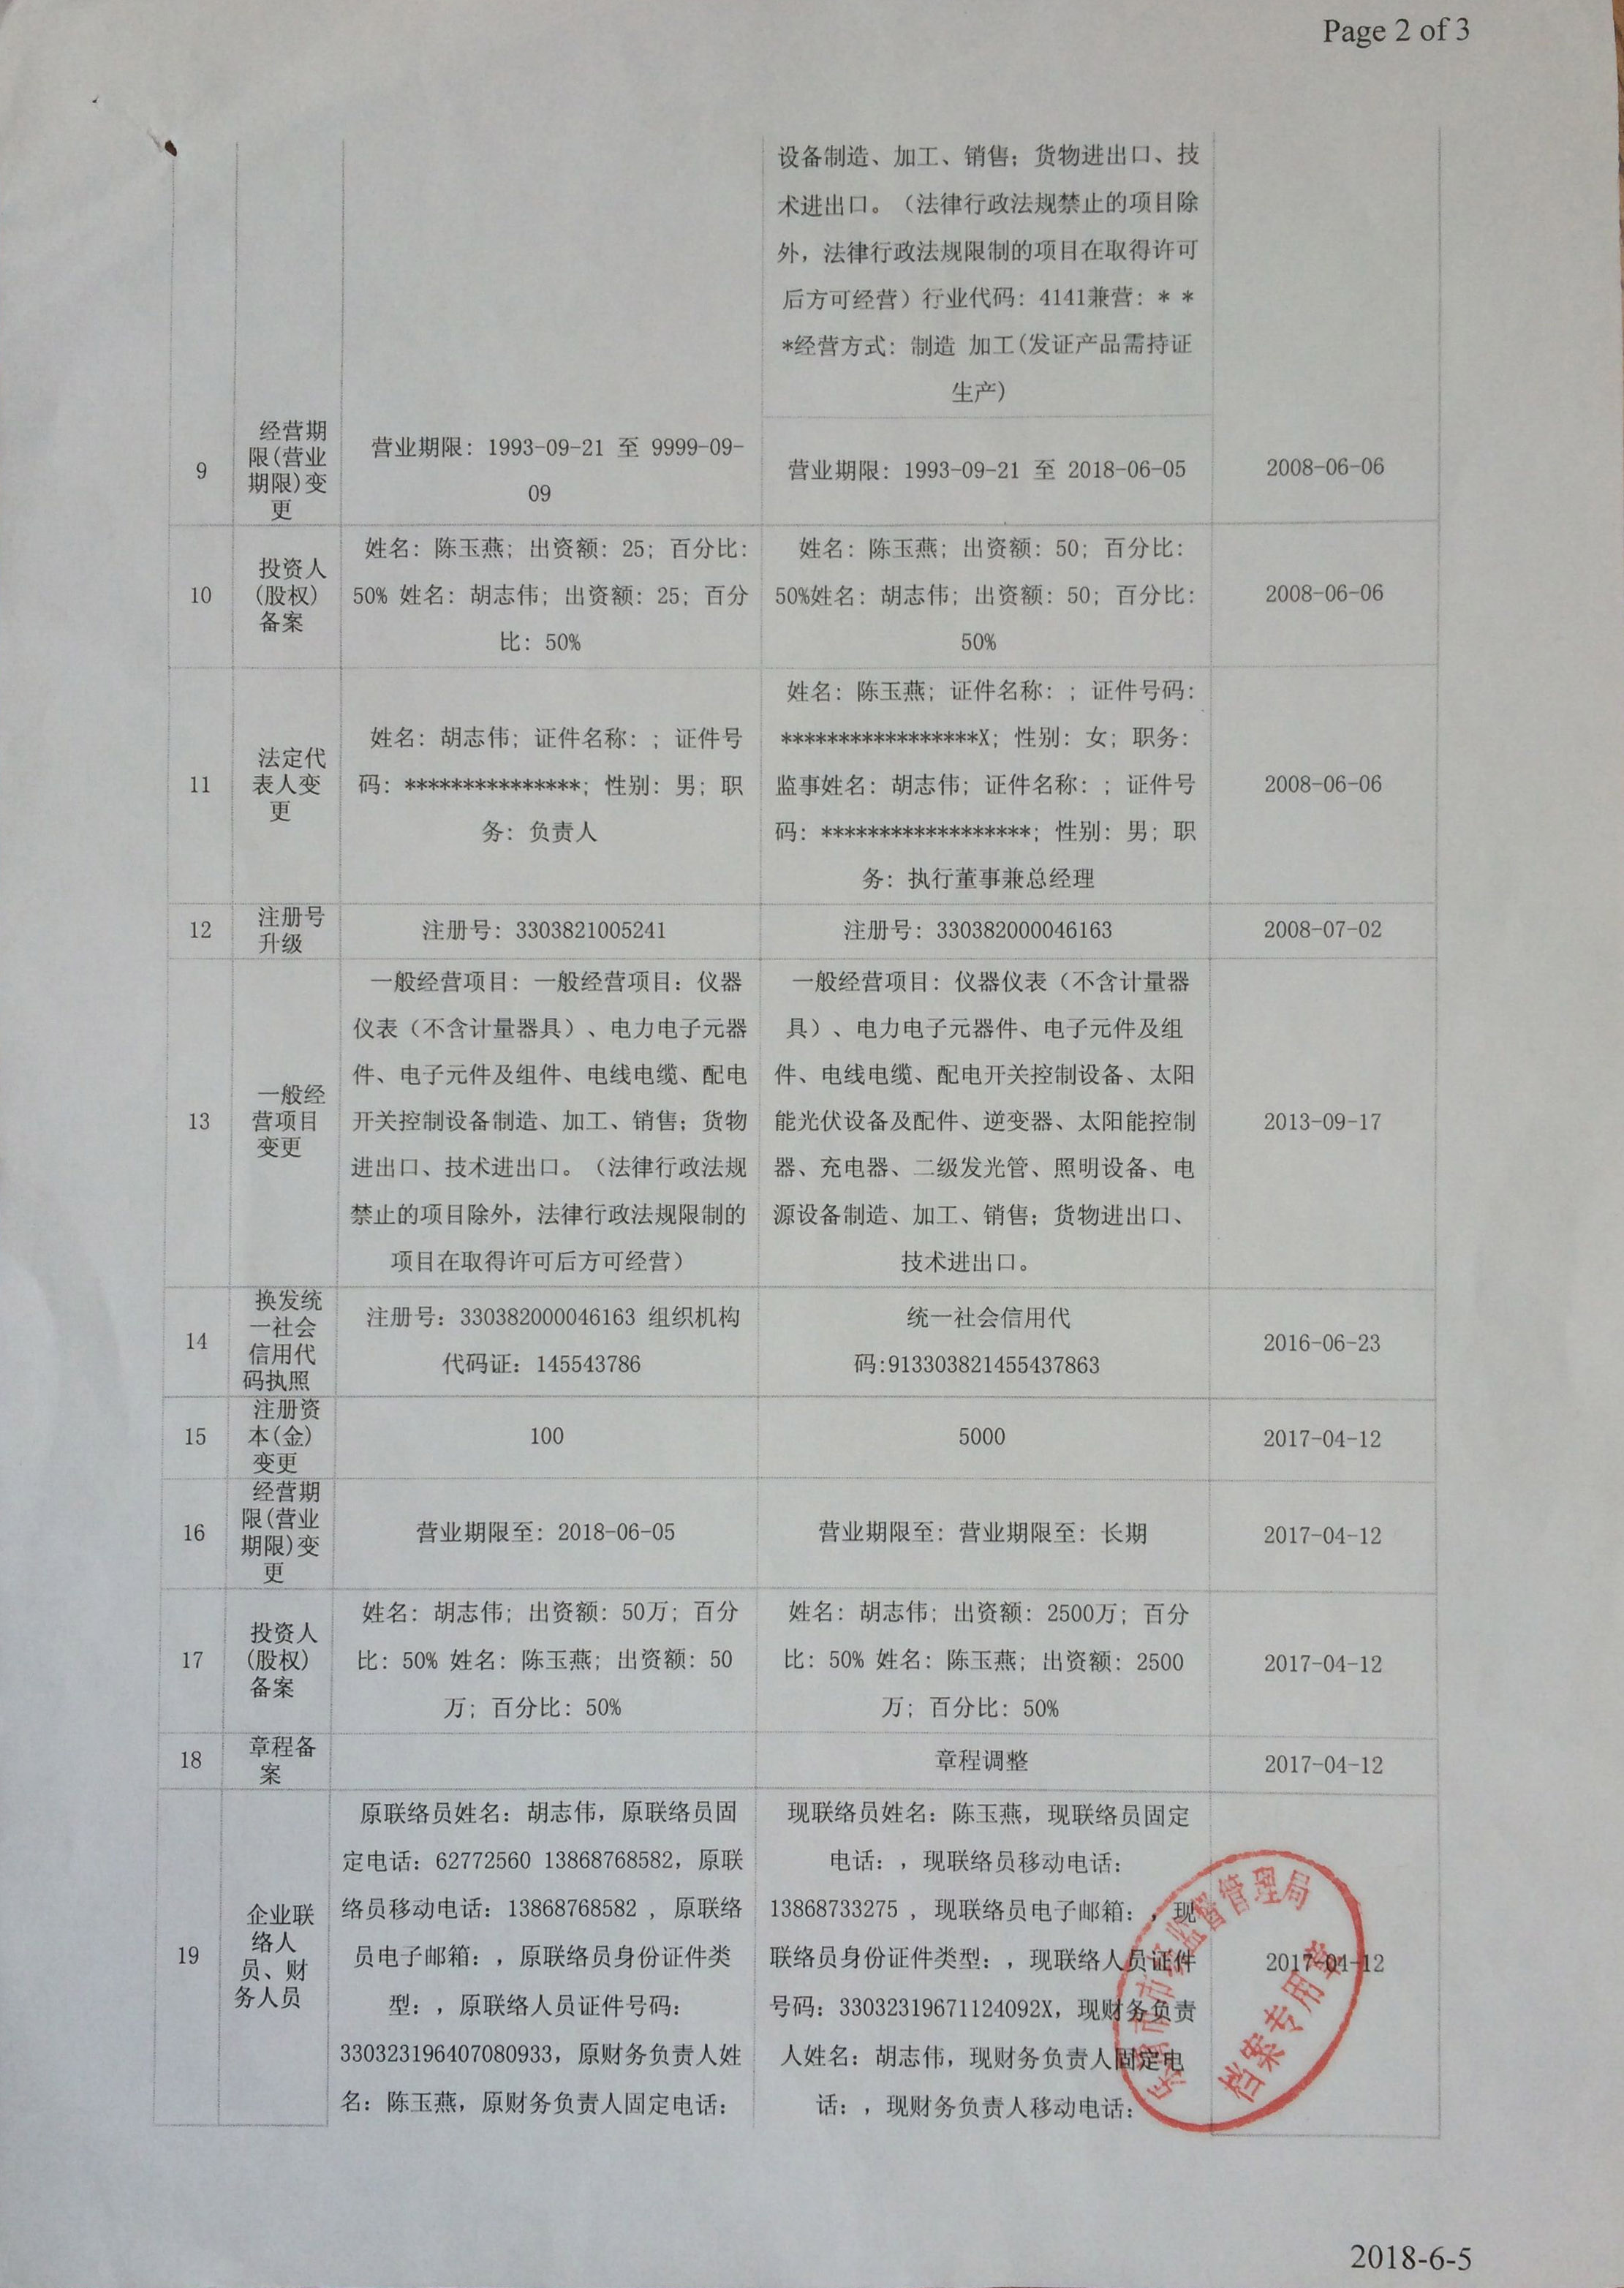 Page 2 of 3
设备制造、加工、销售；货物进出口、技
术进出口。（法律行政法规禁止的项目除
外，法律行政法规限制的项目在取得许可
后方可经营）行业代码：4141兼营：* *
*经营方式：制造 加工(发证产品需持证
生产)
9
经营期
限(营业
期限)变
更
营业期限：1993-09-21 至 9999-09-
09
营业期限：1993-09-21 至 2018-06-05
2008-06-06
10
投资人
(股权)
备案
姓名：陈玉燕；出资额：25；百分比：
50% 姓名：胡志伟；出资额：25；百分
比：50%
姓名：陈玉燕；出资额：50；百分比：
50%姓名：胡志伟；出资额：50；百分比：
50%
2008-06-06
11
法定代
表人变
更
姓名：胡志伟；证件名称：；证件号
码：***************；性别：男；职
务：负责人
姓名：陈玉燕；证件名称：；证件号码：
*****************X；性别：女；职务：
监事姓名：胡志伟；证件名称：；证件号
码：******************；性别：男；职
务：执行董事兼总经理
2008-06-06
12
注册号
升级
注册号：3303821005241
注册号：330382000046163
2008-07-02
13
一般经
营项目
变更
一般经营项目：一般经营项目：仪器
仪表（不含计量器具）、电力电子元器
件、电子元件及组件、电线电缆、配电
开关控制设备制造、加工、销售；货物
进出口、技术进出口。（法律行政法规
禁止的项目除外，法律行政法规限制的
项目在取得许可后方可经营）
一般经营项目：仪器仪表（不含计量器
具）、电力电子元器件、电子元件及组
件、电线电缆、配电开关控制设备、太阳
能光伏设备及配件、逆变器、太阳能控制
器、充电器、二级发光管、照明设备、电
源设备制造、加工、销售；货物进出口、
技术进出口。
2013-09-17
14
换发统
一社会
信用代
码执照
注册号：330382000046163 组织机构
代码证：145543786
统一社会信用代
码:913303821455437863
2016-06-23
15
注册资
本(金)
变更
100
5000
2017-04-12
16
经营期
限(营业
期限)变
更
营业期限至：2018-06-05
营业期限至：营业期限至：长期
2017-04-12
17
投资人
(股权)
备案
姓名：胡志伟；出资额：50万；百分
比：50% 姓名：陈玉燕；出资额：50
万；百分比：50%
姓名：胡志伟；出资额：2500万；百分
比：50% 姓名：陈玉燕；出资额：2500
万；百分比：50%
2017-04-12
18
章程备
案
章程调整
2017-04-12
19
企业联
络人
员、财
务人员
原联络员姓名：胡志伟，原联络员固
定电话：62772560 13868768582，原联
络员移动电话：13868768582 ，原联络
员电子邮箱：，原联络员身份证件类
型：，原联络人员证件号码：
330323196407080933，原财务负责人姓
名：陈玉燕，原财务负责人固定电话：
现联络员姓名：陈玉燕，现联络员固定
电话：，现联络员移动电话：
13868733275 ，现联络员电子邮箱：，现
联络员身份证件类型：，现联络人员证件
号码：33032319671124092X，现财务负责
人姓名：胡志伟，现财务负责人固定电
话：，现财务负责人移动电话：
2017-04-12
乐清市市场监督管理局
档案专用章
2018-6-5